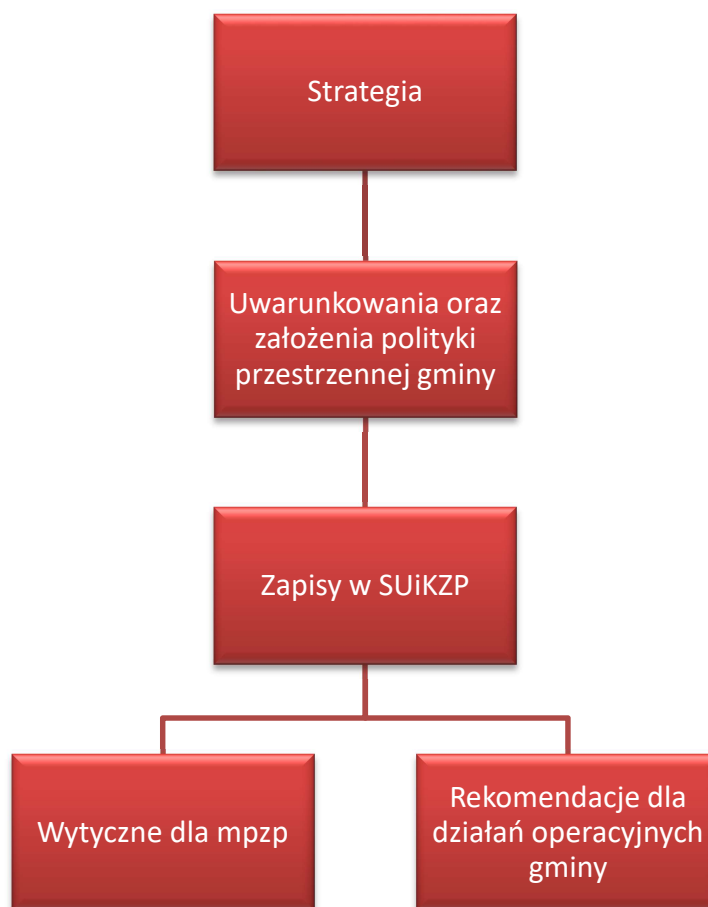 Strategia
Uwarunkowania oraz
założenia polityki
przestrzennej gminy
Zapisy w SUiKZP
Wytyczne dla mpzp
Rekomendacje dla
działań operacyjnych
gminy